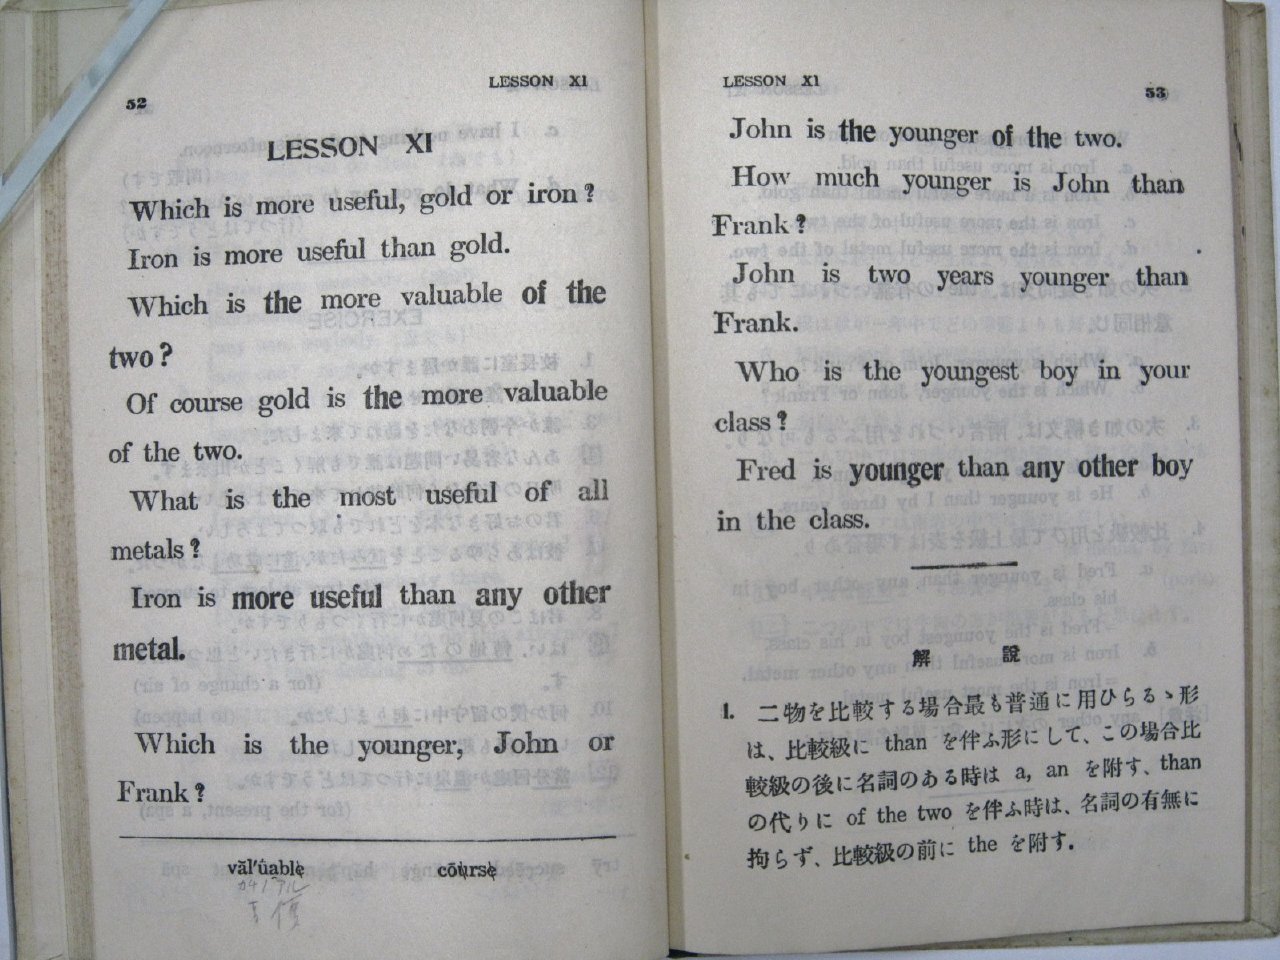 52
LESSON XI
LESSON XI
Which is more useful, gold or iron?
Iron is more useful than gold.
Which is the more valuable of the
two?
Of course gold is the more valuable
of the two.
What is the most useful of all
metals?
Iron is more useful than any other
metal.
Which is the younger, John or
Frank?
văl'ŭablė
cōursė
LESSON XI
53
John is the younger of the two.
How much younger is John than
Frank?
John is two years younger than
Frank.
Who is the youngest boy in your
class?
Fred is younger than any other boy
in the class.
解 說
1. 二物を比較する場合最も普通に用ひらるゝ形
は、比較級に than を伴ふ形にして、この場合比
較級の後に名詞のある時は a, an を附す、than
の代りに of the two を伴ふ時は、名詞の有無に
拘らず、比較級の前に the を附す。